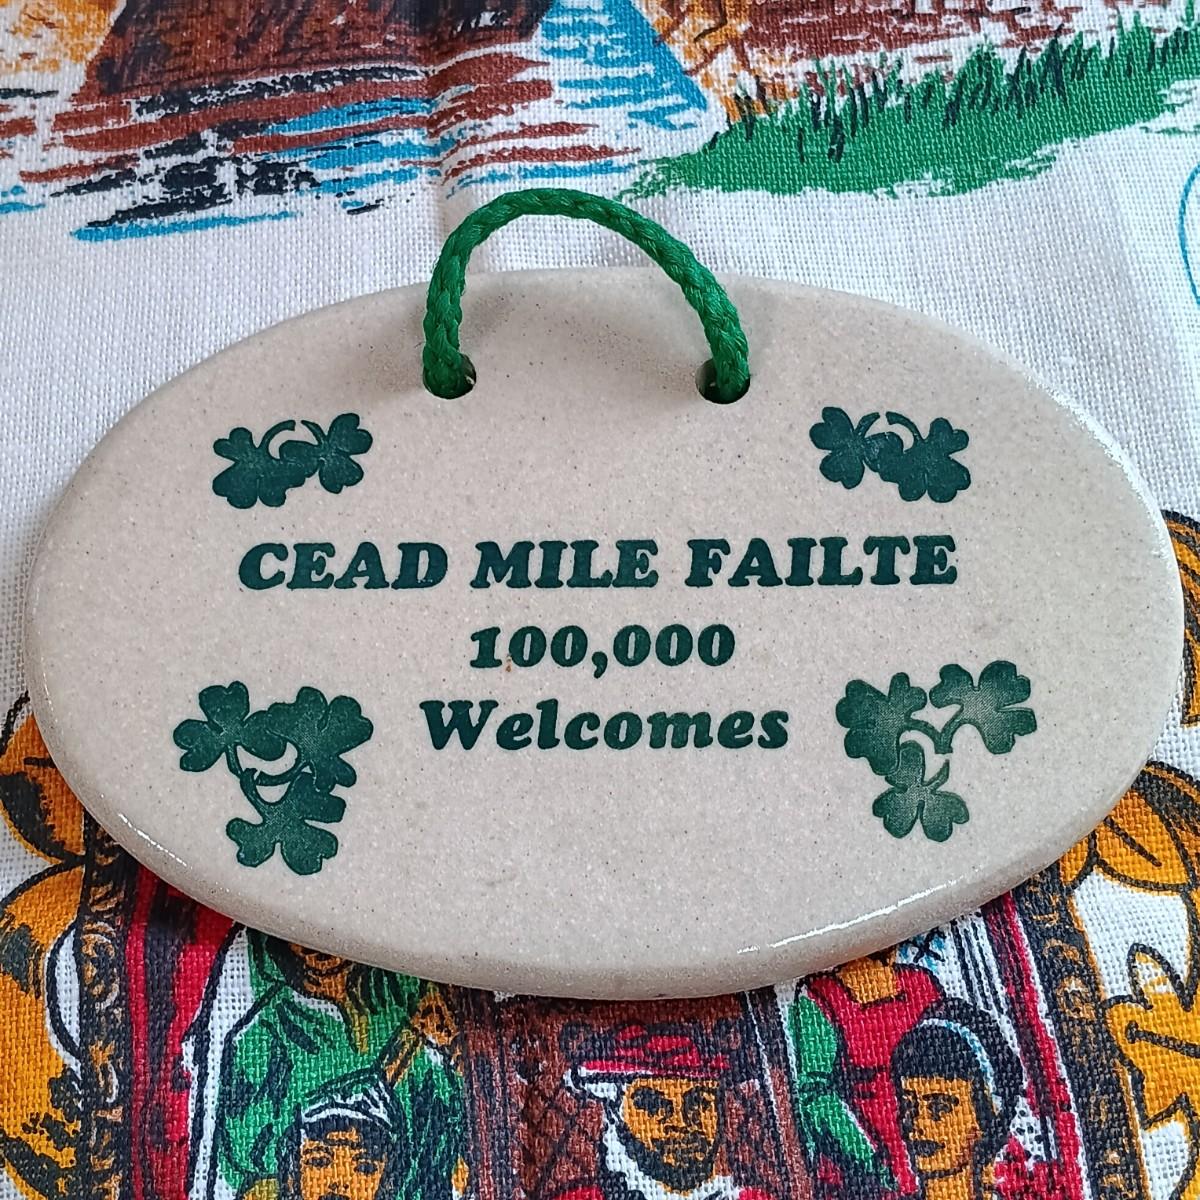 CEAD MILE FAILTE
100,000
Welcomes